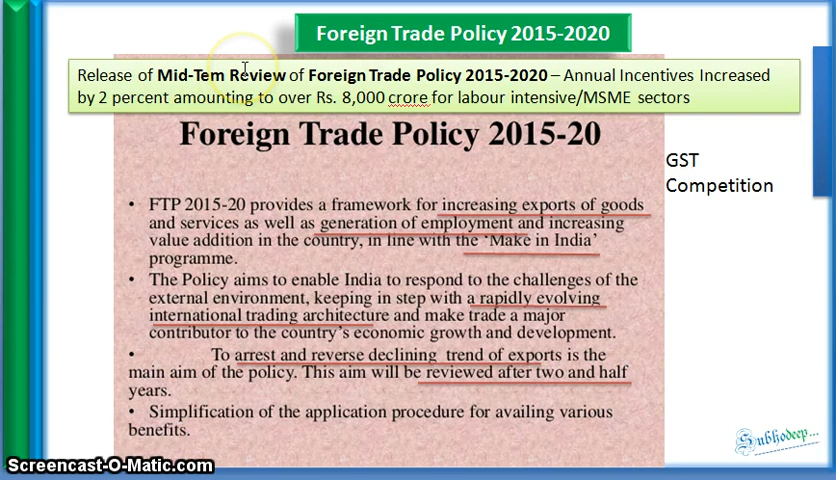 Foreign Trade Policy 2015-2020
Release of Mid-Tem Review of Foreign Trade Policy 2015-2020 – Annual Incentives Increased
by 2 percent amounting to over Rs. 8,000 crore for labour intensive/MSME sectors
Foreign Trade Policy 2015-20
GST
Competition
• FTP 2015-20 provides a framework for increasing exports of goods
and services as well as generation of employment and increasing
value addition in the country, in line with the ‘Make in India’
programme.
• The Policy aims to enable India to respond to the challenges of the
external environment, keeping in step with a rapidly evolving
international trading architecture and make trade a major
contributor to the country’s economic growth and development.
• To arrest and reverse declining trend of exports is the
main aim of the policy. This aim will be reviewed after two and half
years.
• Simplification of the application procedure for availing various
benefits.
Subhodeep...
Screencast-O-Matic.com